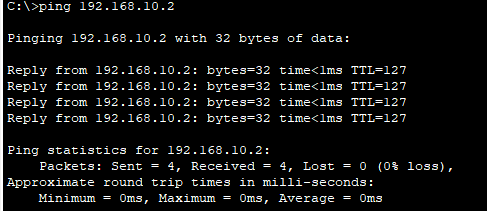 C:\>ping 192.168.10.2
Pinging 192.168.10.2 with 32 bytes of data:
Reply from 192.168.10.2: bytes=32 time<1ms TTL=127
Reply from 192.168.10.2: bytes=32 time<1ms TTL=127
Reply from 192.168.10.2: bytes=32 time<1ms TTL=127
Reply from 192.168.10.2: bytes=32 time<1ms TTL=127
Ping statistics for 192.168.10.2:
Packets: Sent = 4, Received = 4, Lost = 0 (0% loss),
Approximate round trip times in milli-seconds:
Minimum = 0ms, Maximum = 0ms, Average = 0ms